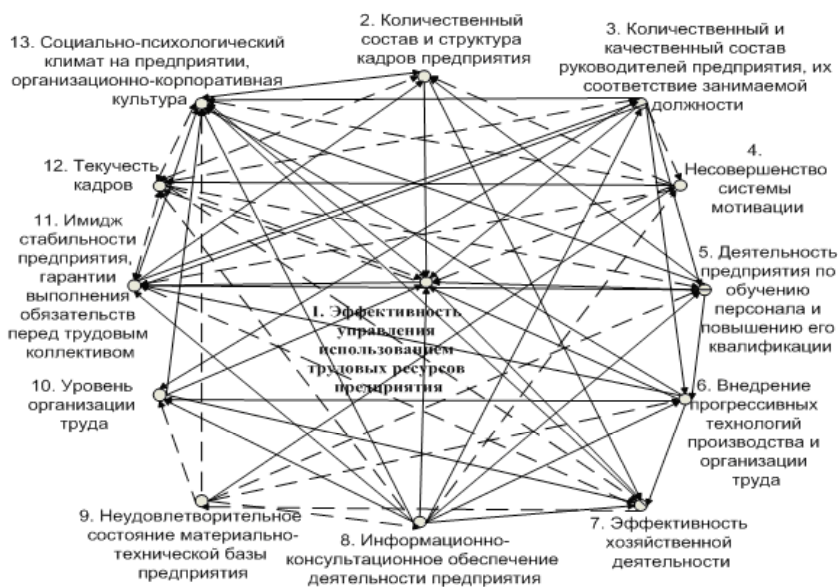 2. Количественный
состав и структура
кадров предприятия
3. Количественный и
качественный состав
руководителей предприятия, их
соответствие занимаемой
должности
4.
Несовершенство
системы
мотивации
5. Деятельность
предприятия по
обучению
персонала и
повышению его
квалификации
6. Внедрение
прогрессивных
технологий
производства и
организации
труда
7. Эффективность
хозяйственной
деятельности
8. Информационно-
консультационное обеспечение
деятельности предприятия
9. Неудовлетворительное
состояние материально-
технической базы
предприятия
10. Уровень
организации
труда
11. Имидж
стабильности
предприятия,
гарантии
выполнения
обязательств
перед трудовым
коллективом
12. Текучесть
кадров
13. Социально-психологический
климат на предприятии,
организационно-корпоративная
культура
1. Эффективность
управления
использованием
трудовых ресурсов
предприятия